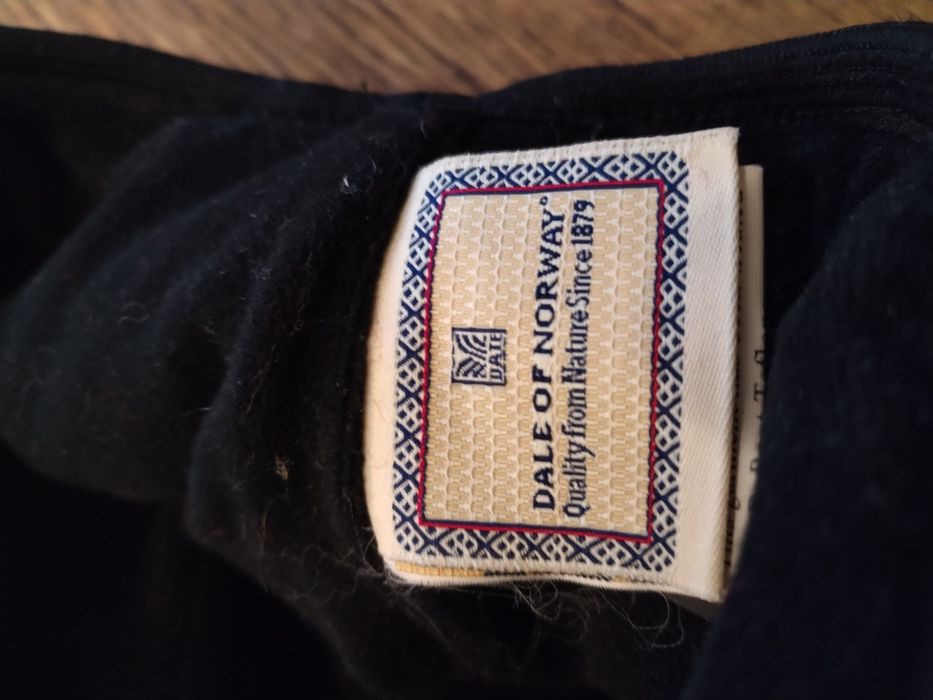 DALE
DALE OF NORWAY®
Quality from Nature Since 1879